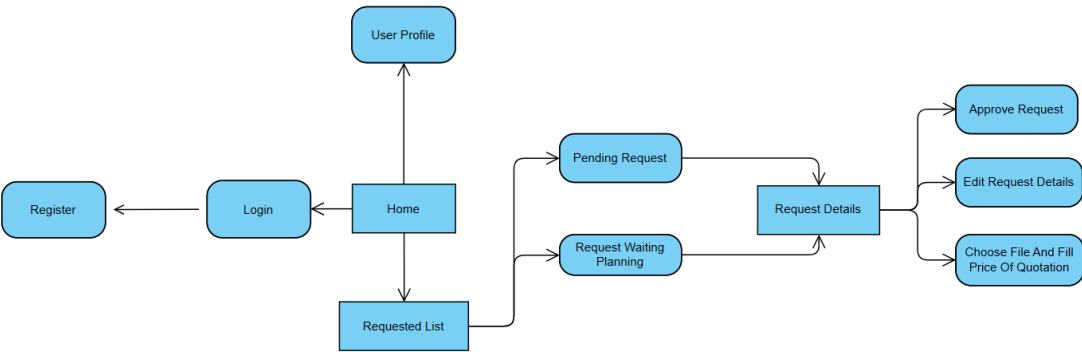 User Profile
Register
Login
Home
Requested List
Pending Request
Request Waiting
Planning
Request Details
Approve Request
Edit Request Details
Choose File And Fill
Price Of Quotation